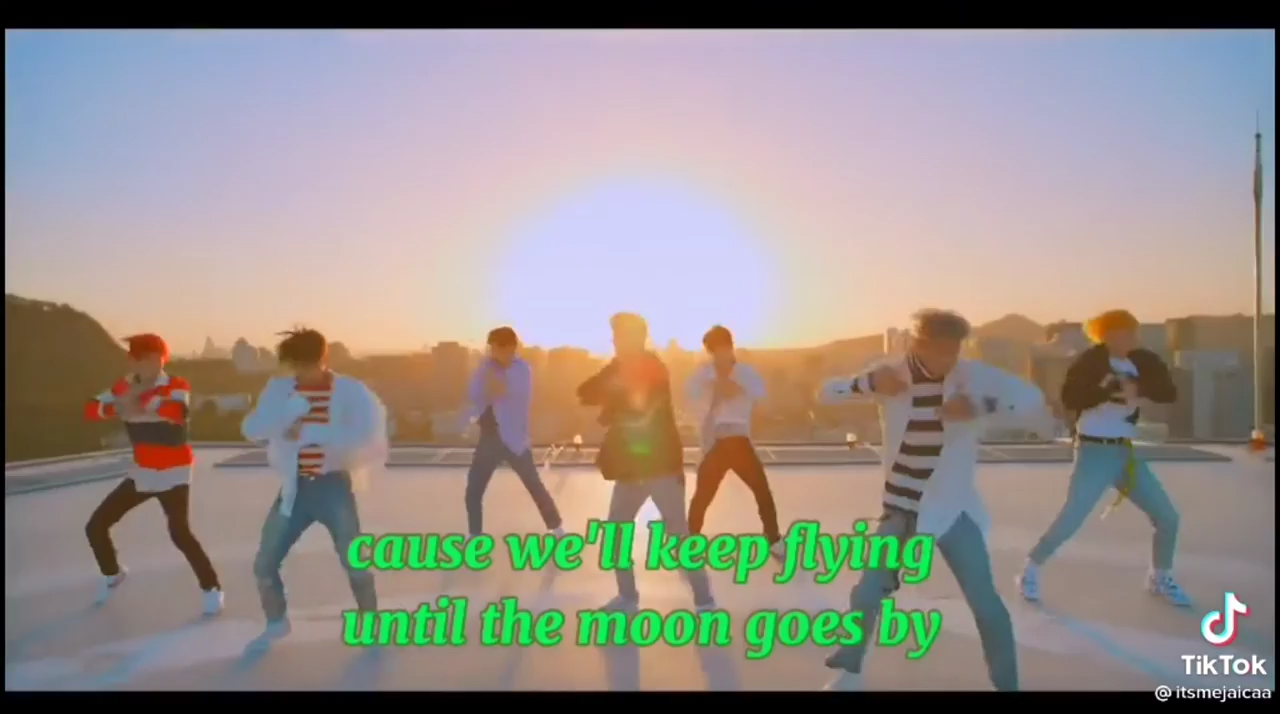 cause we'll keep flying
until the moon goes by
TikTok
@itsmejaicaa